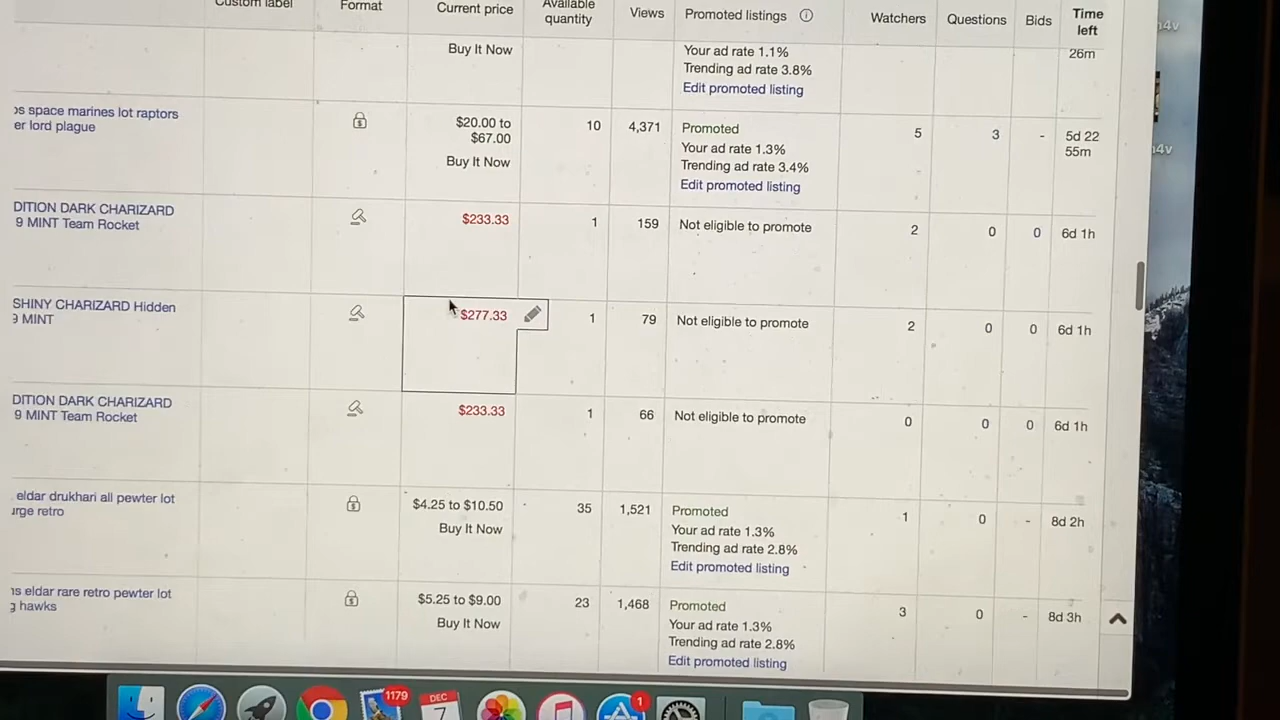 Custom label Format Current price Available quantity Views Promoted listings Watchers Questions Bids Time left
Buy It Now
Your ad rate 1.1%
Trending ad rate 3.8%
Edit promoted listing
26m
space marines lot raptors
er lord plague
$20.00 to
$67.00
Buy It Now
10
4,371
Promoted
Your ad rate 1.3%
Trending ad rate 3.4%
Edit promoted listing
5
3
-
5d 22
55m
DITION DARK CHARIZARD
9 MINT Team Rocket
$233.33
1
159
Not eligible to promote
2
0
0
6d 1h
SHINY CHARIZARD Hidden
9 MINT
$277.33
1
79
Not eligible to promote
2
0
0
6d 1h
DITION DARK CHARIZARD
9 MINT Team Rocket
$233.33
1
66
Not eligible to promote
0
0
0
6d 1h
eldar drukhari all pewter lot
urge retro
$4.25 to $10.50
Buy It Now
35
1,521
Promoted
Your ad rate 1.3%
Trending ad rate 2.8%
Edit promoted listing
1
0
-
8d 2h
eldar rare retro pewter lot
hawks
$5.25 to $9.00
Buy It Now
23
1,468
Promoted
Your ad rate 1.3%
Trending ad rate 2.8%
Edit promoted listing
3
0
-
8d 3h
1179
DEC
7
1